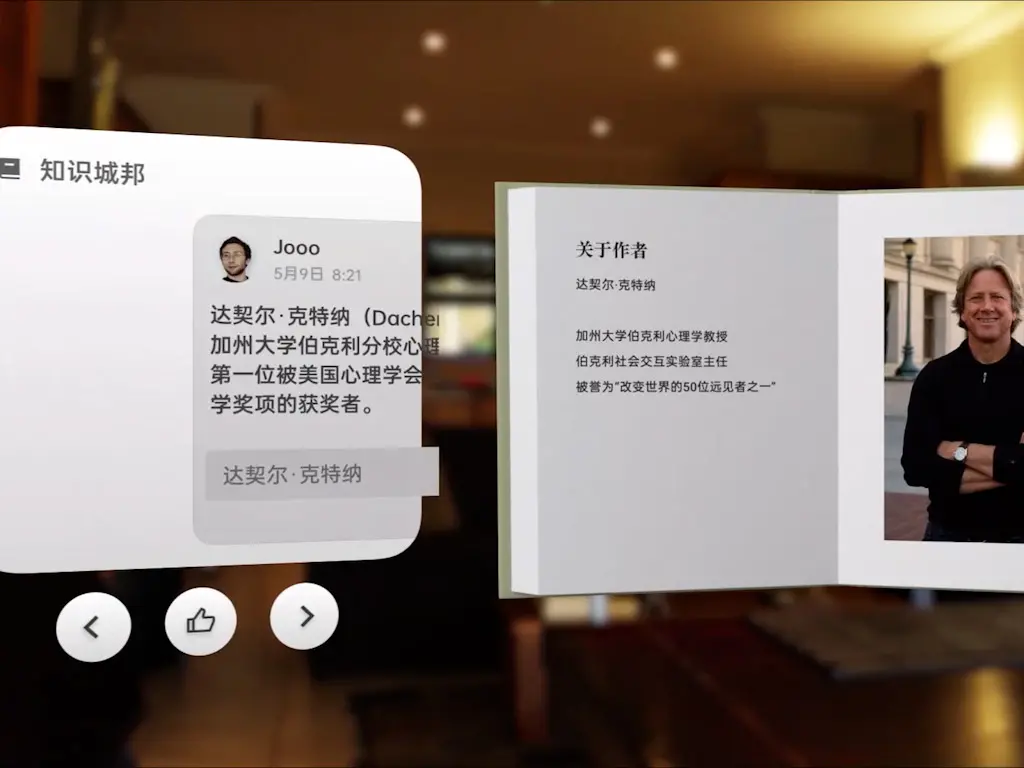 知识城邦
Jooo
5月9日 8:21
达契尔·克特纳（Dacher
加州大学伯克利分校心理
第一位被美国心理学会
学奖项的获奖者。
达契尔·克特纳
关于作者
达契尔·克特纳
加州大学伯克利心理学教授
伯克利社会交互实验室主任
被誉为“改变世界的50位远见者之一”